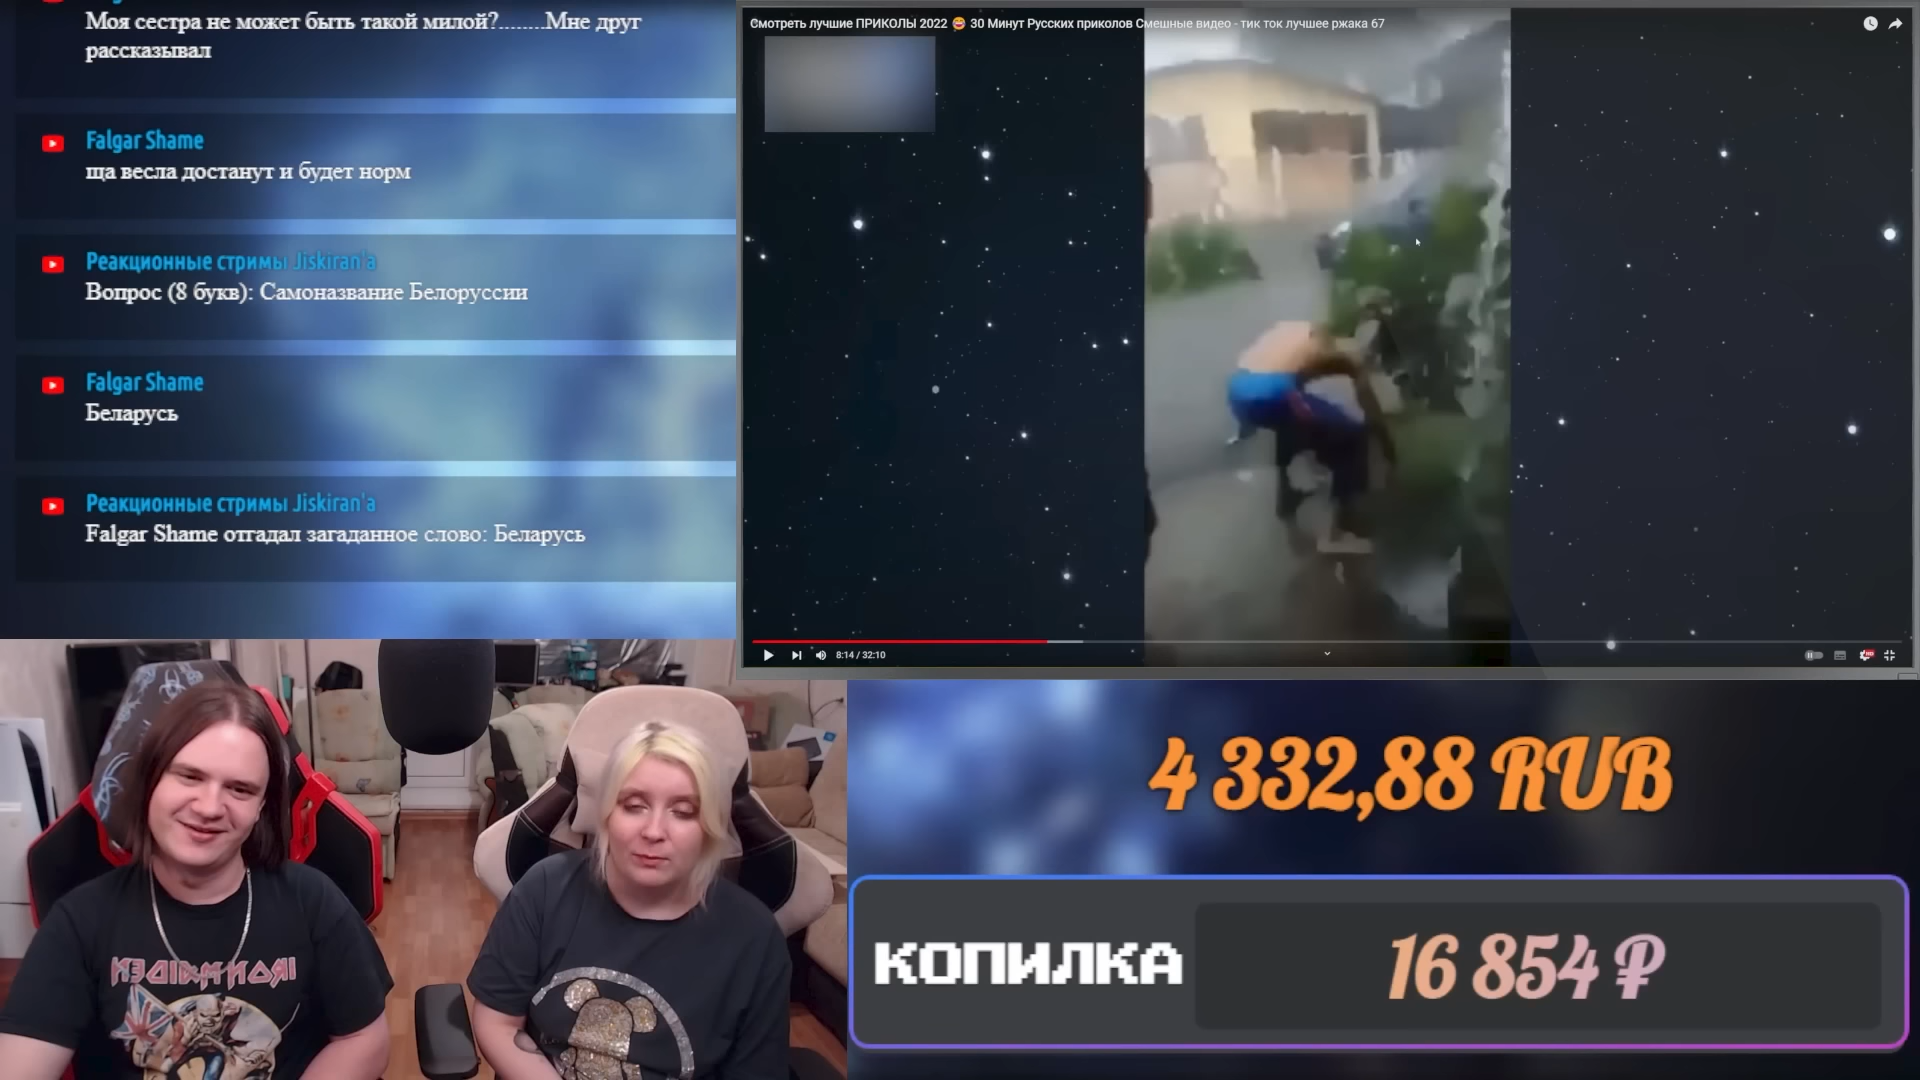 Моя сестра не может быть такой милой?........Мне друг
рассказывал
Falgar Shame
ща весла достанут и будет норм
Реакционные стримы Jiskiran'a
Вопрос (8 букв): Самоназвание Белоруссии
Falgar Shame
Беларусь
Реакционные стримы Jiskiran'a
Falgar Shame отгадал загаданное слово: Беларусь
Смотреть лучшие ПРИКОЛЫ 2022 😂 30 Минут Русских приколов Смешные видео - тик ток лучшее ржака 67
8:14 / 32:10
HD
4 332,88 RUB
КОПИЛКА
16 854 ₽